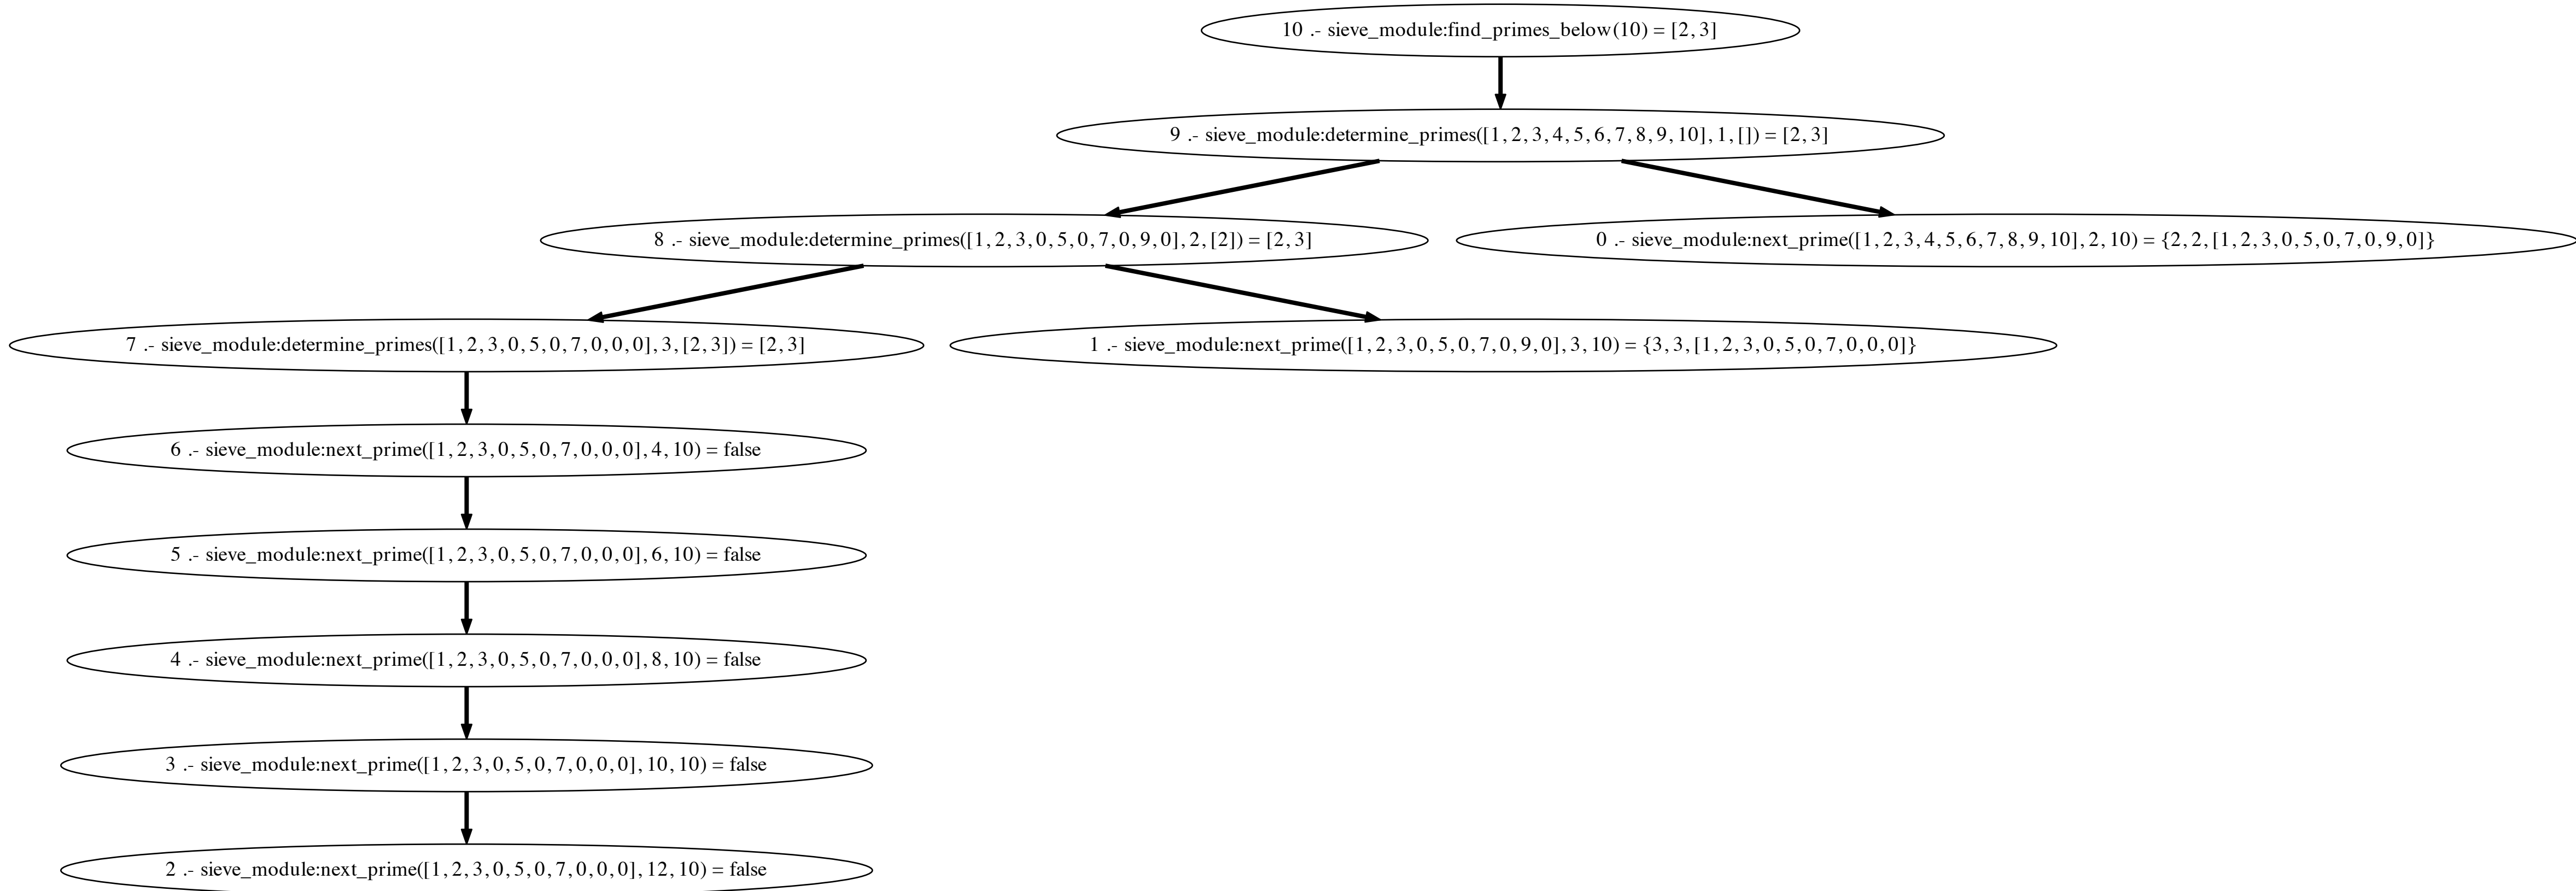 10 .- sieve_module:find_primes_below(10) = [2, 3]
9 .- sieve_module:determine_primes([1, 2, 3, 4, 5, 6, 7, 8, 9, 10], 1, []) = [2, 3]
8 .- sieve_module:determine_primes([1, 2, 3, 0, 5, 0, 7, 0, 9, 0], 2, [2]) = [2, 3]
0 .- sieve_module:next_prime([1, 2, 3, 4, 5, 6, 7, 8, 9, 10], 2, 10) = {2, 2, [1, 2, 3, 0, 5, 0, 7, 0, 9, 0]}
7 .- sieve_module:determine_primes([1, 2, 3, 0, 5, 0, 7, 0, 0, 0], 3, [2, 3]) = [2, 3]
1 .- sieve_module:next_prime([1, 2, 3, 0, 5, 0, 7, 0, 9, 0], 3, 10) = {3, 3, [1, 2, 3, 0, 5, 0, 7, 0, 0, 0]}
6 .- sieve_module:next_prime([1, 2, 3, 0, 5, 0, 7, 0, 0, 0], 4, 10) = false
5 .- sieve_module:next_prime([1, 2, 3, 0, 5, 0, 7, 0, 0, 0], 6, 10) = false
4 .- sieve_module:next_prime([1, 2, 3, 0, 5, 0, 7, 0, 0, 0], 8, 10) = false
3 .- sieve_module:next_prime([1, 2, 3, 0, 5, 0, 7, 0, 0, 0], 10, 10) = false
2 .- sieve_module:next_prime([1, 2, 3, 0, 5, 0, 7, 0, 0, 0], 12, 10) = false